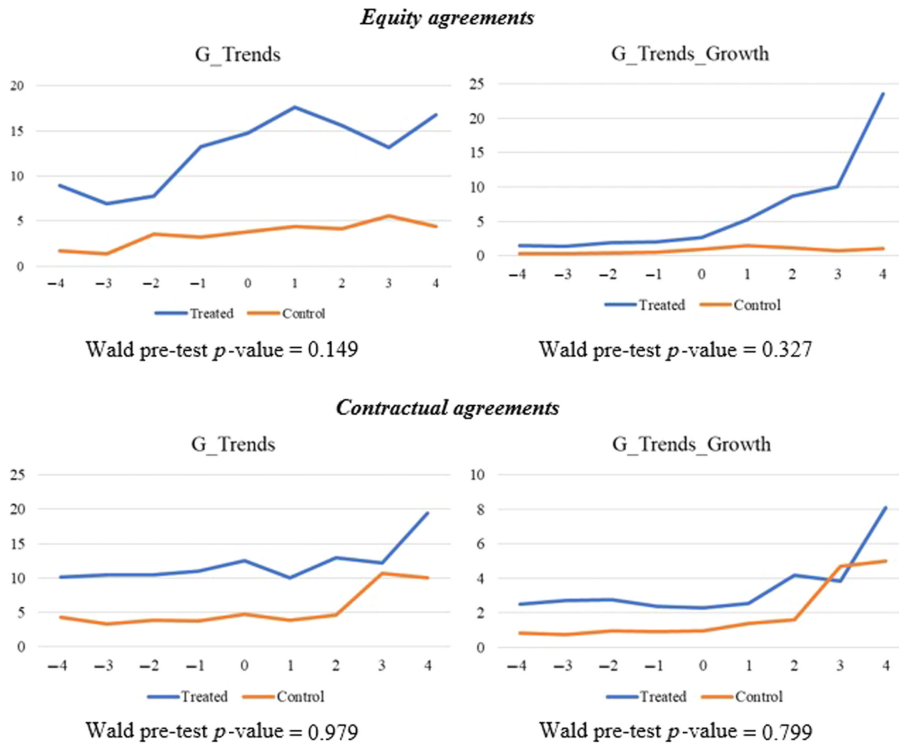 Equity agreements
G_Trends
20
15
10
5
0
−4 −3 −2 −1 0 1 2 3 4
Treated Control
Wald pre-test p-value = 0.149
G_Trends_Growth
25
20
15
10
5
0
−4 −3 −2 −1 0 1 2 3 4
Treated Control
Wald pre-test p-value = 0.327
Contractual agreements
G_Trends
25
20
15
10
5
0
−4 −3 −2 −1 0 1 2 3 4
Treated Control
Wald pre-test p-value = 0.979
G_Trends_Growth
10
8
6
4
2
0
−4 −3 −2 −1 0 1 2 3 4
Treated Control
Wald pre-test p-value = 0.799